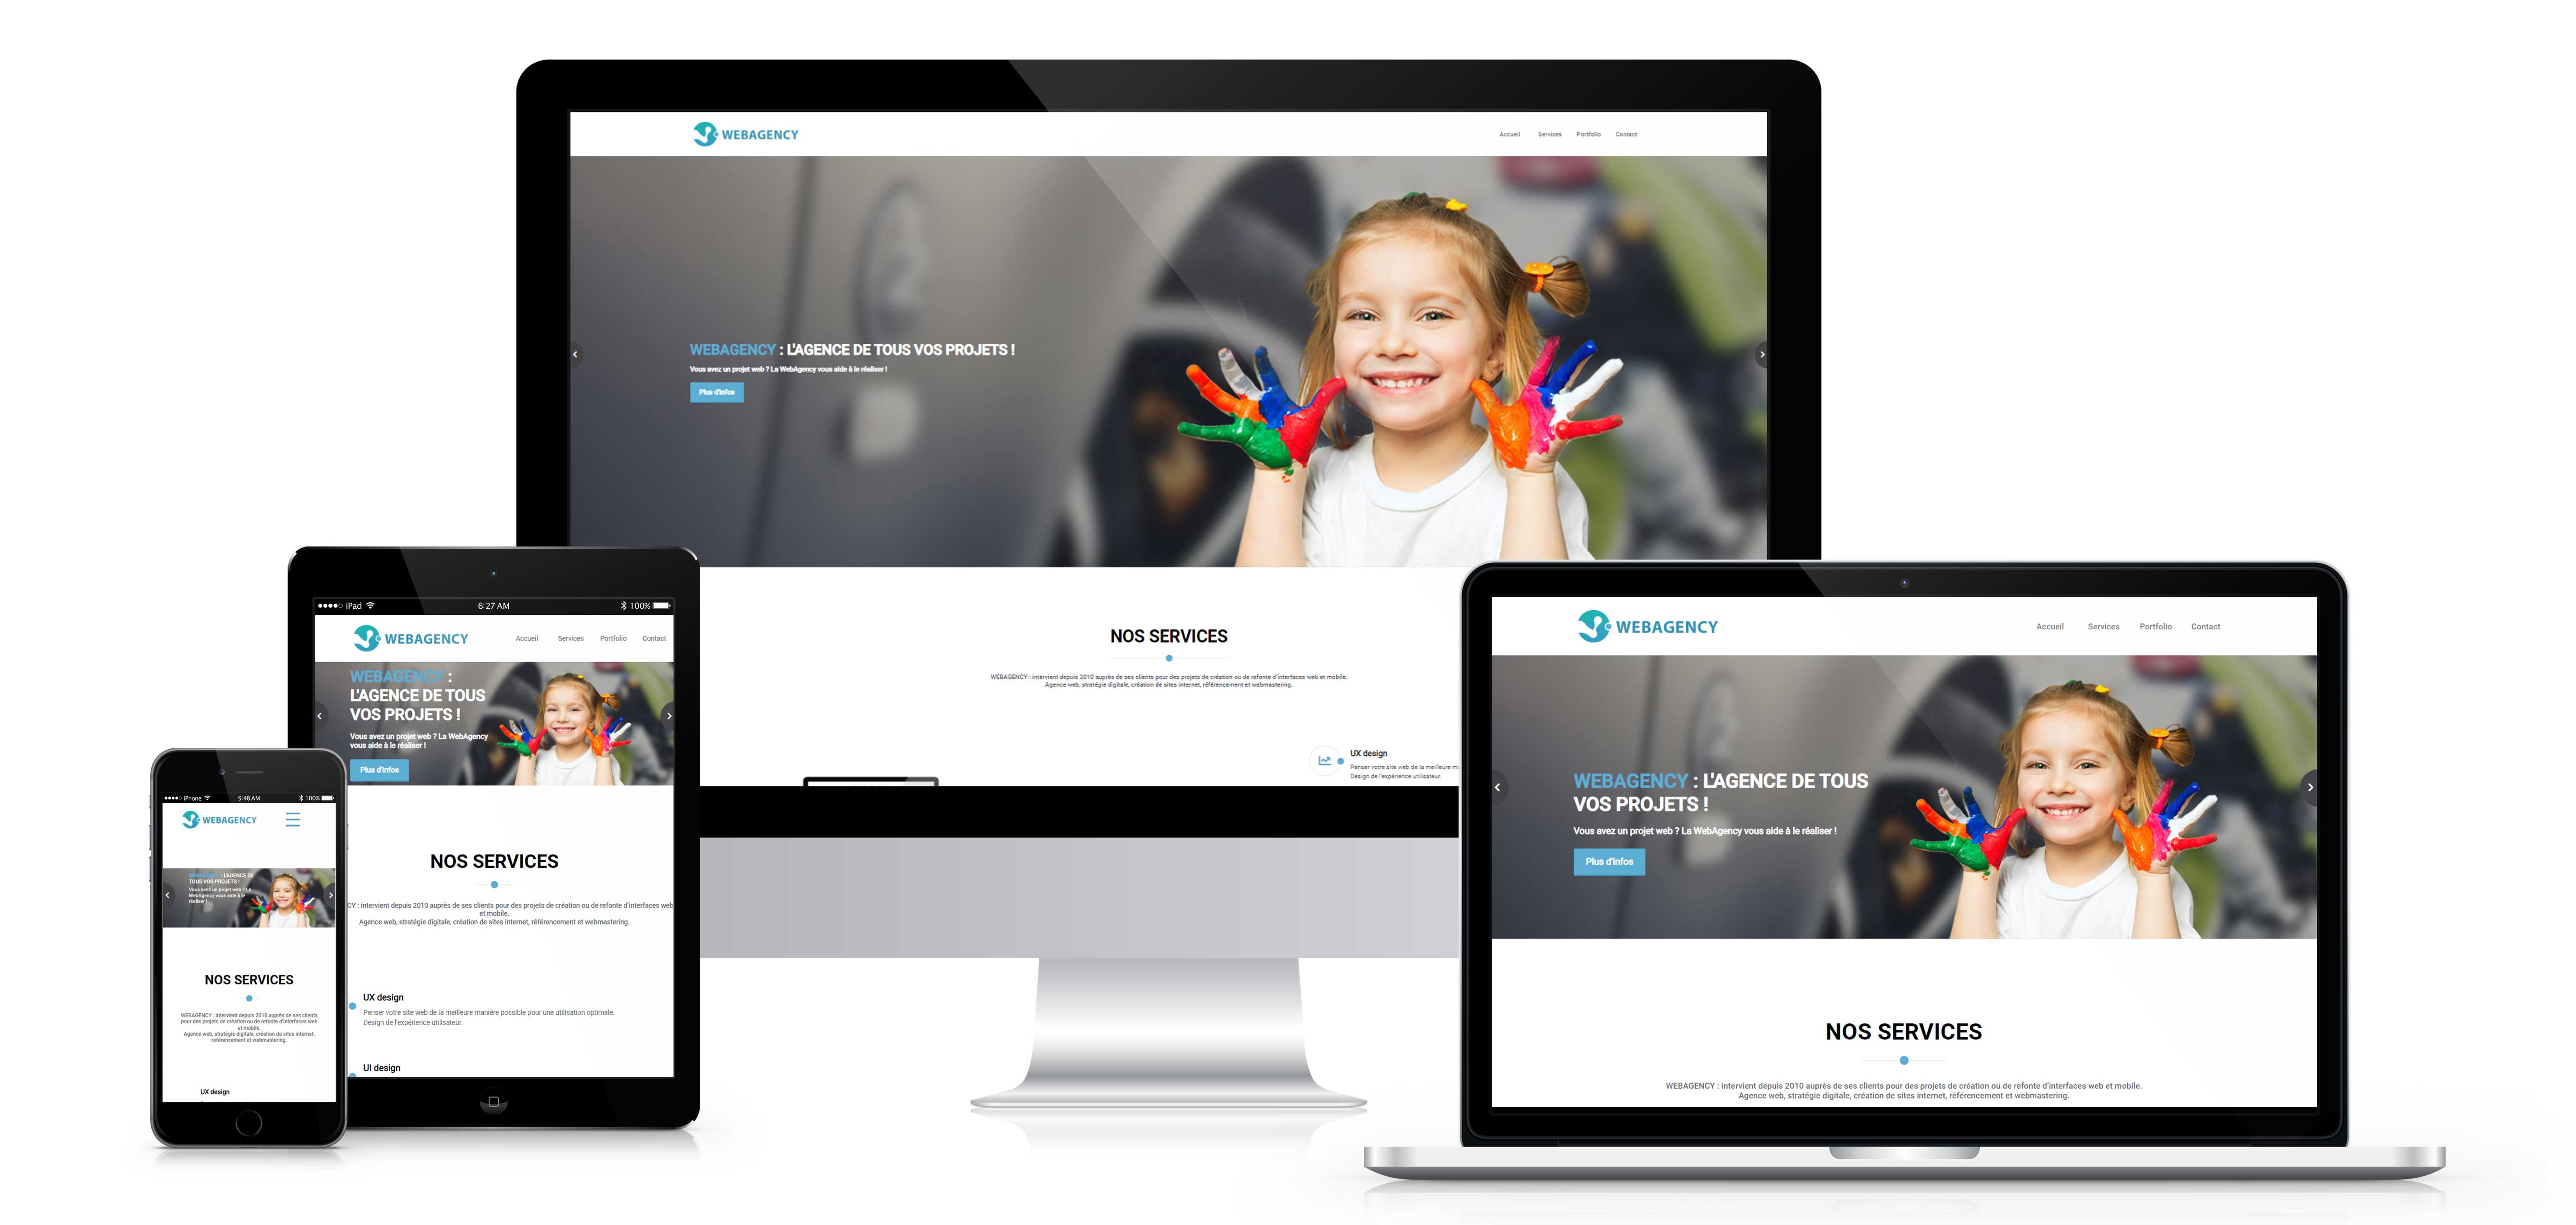 WEBAGENCY
Accueil Services Portfolio Contact
WEBAGENCY : L'AGENCE DE TOUS VOS PROJETS !
Vous avez un projet web ? La WebAgency vous aide à le réaliser !
Plus d'infos
NOS SERVICES
WEBAGENCY : intervient depuis 2010 auprès de ses clients pour des projets de création ou de refonte d'interfaces web et mobile.
Agence web, stratégie digitale, création de sites internet, référencement et webmastering.
UX design
Penser votre site web de la meilleure
Design de l'expérience utilisateur.
iPad 6:27 AM 100%
WEBAGENCY
Accueil Services Portfolio Contact
WEBAGENCY :
L'AGENCE DE TOUS
VOS PROJETS !
Vous avez un projet web ? La WebAgency
vous aide à le réaliser !
Plus d'infos
NOS SERVICES
CY : intervient depuis 2010 auprès de ses clients pour des projets de création ou de refonte d'interfaces web
et mobile.
Agence web, stratégie digitale, création de sites internet, référencement et webmastering.
UX design
Penser votre site web de la meilleure manière possible pour une utilisation optimale.
Design de l'expérience utilisateur.
UI design
iPhone 9:48 AM 100%
WEBAGENCY
WEBAGENCY : L'AGENCE DE
TOUS VOS PROJETS !
Vous avez un projet web ? La
WebAgency vous aide à le
réaliser !
NOS SERVICES
WEBAGENCY : intervient depuis 2010 auprès de ses clients
pour des projets de création ou de refonte d'interfaces web
et mobile.
Agence web, stratégie digitale, création de sites internet,
référencement et webmastering.
UX design
WEBAGENCY
Accueil Services Portfolio Contact
WEBAGENCY : L'AGENCE DE TOUS
VOS PROJETS !
Vous avez un projet web ? La WebAgency vous aide à le réaliser !
Plus d'infos
NOS SERVICES
WEBAGENCY : intervient depuis 2010 auprès de ses clients pour des projets de création ou de refonte d'interfaces web et mobile.
Agence web, stratégie digitale, création de sites internet, référencement et webmastering.